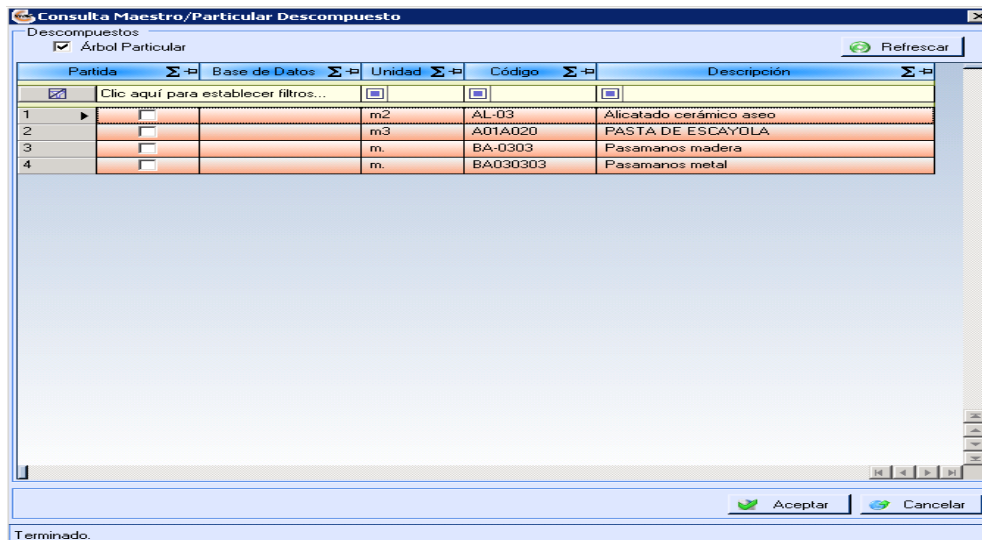 Consulta Maestro/Particular Descompuesto
Descompuestos
Árbol Particular
Refrescar
Partida Base de Datos Unidad Código Descripción
Clic aquí para establecer filtros...
1 m2 AL-03 Alicatado cerámico aseo
2 m3 A01A020 PASTA DE ESCAYOLA
3 m. BA-0303 Pasamanos madera
4 m. BA030303 Pasamanos metal
Aceptar Cancelar
Terminado.